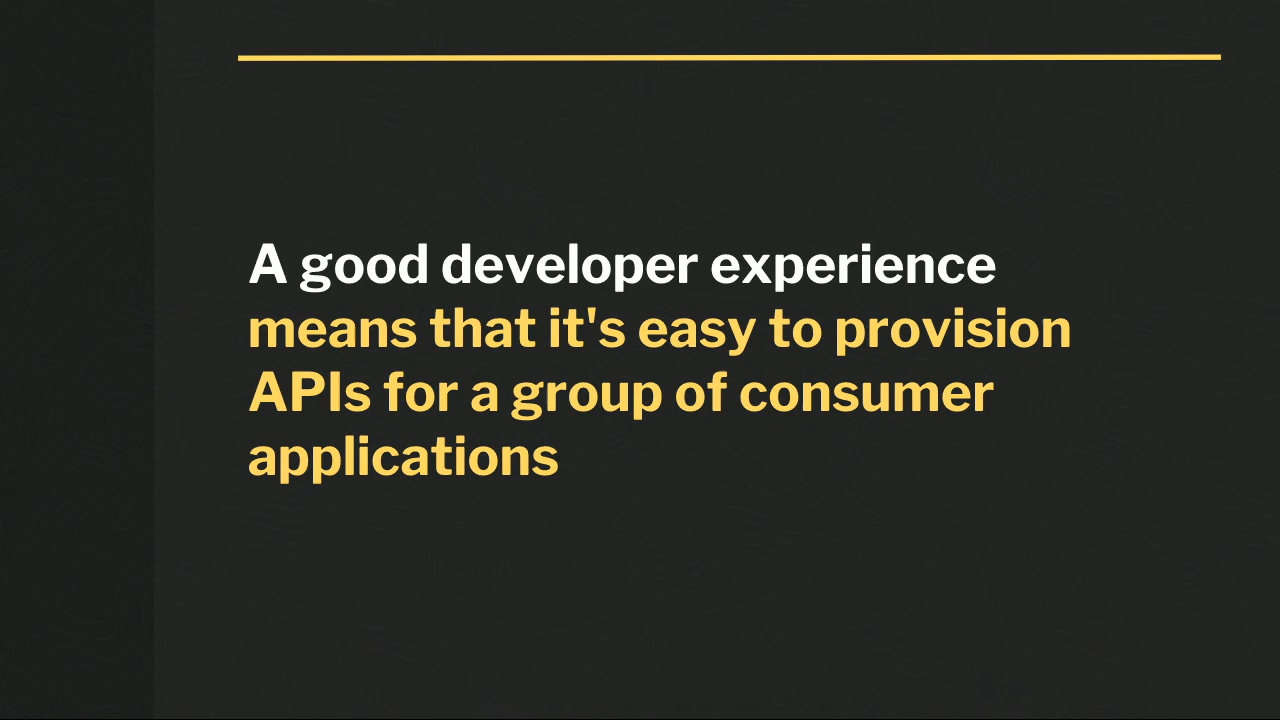 A good developer experience
means that it's easy to provision
APIs for a group of consumer
applications